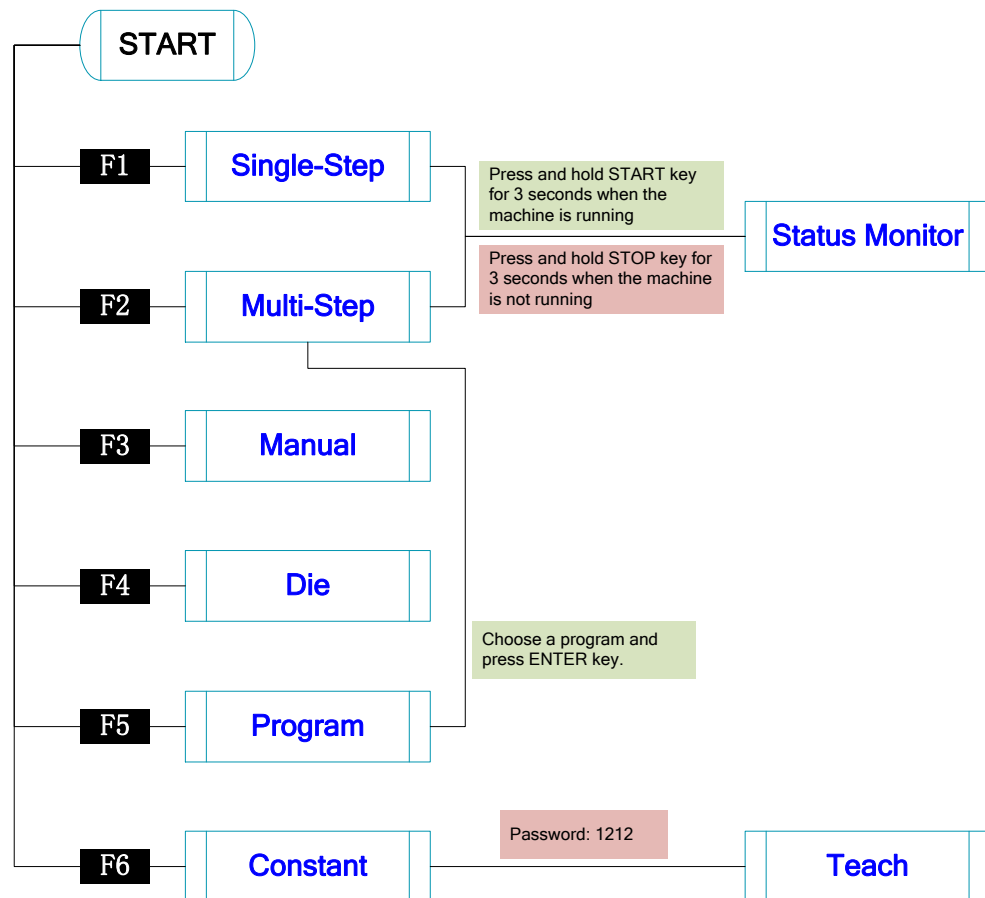 START
F1
Single-Step
Press and hold START key
for 3 seconds when the
machine is running
Status Monitor
Press and hold STOP key for
3 seconds when the machine
is not running
F2
Multi-Step
F3
Manual
F4
Die
Choose a program and
press ENTER key.
F5
Program
Password: 1212
F6
Constant
Teach